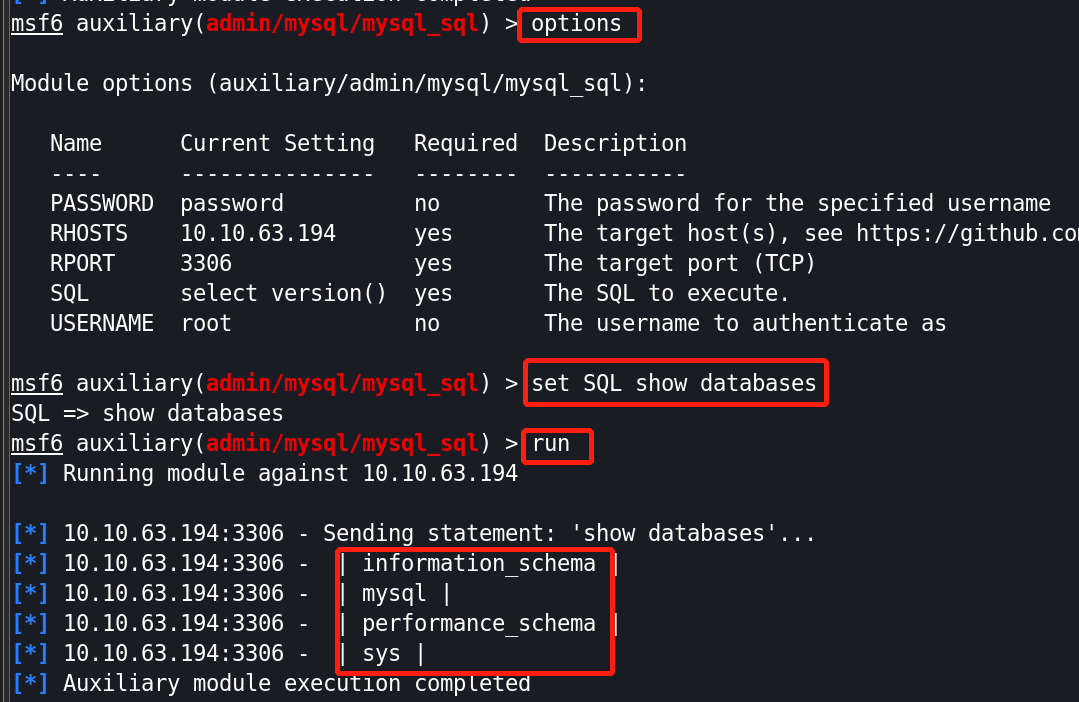 [*] Auxiliary module execution completed
msf6 auxiliary(admin/mysql/mysql_sql) > options
Module options (auxiliary/admin/mysql/mysql_sql):
Name Current Setting Required Description
---- --------------- -------- -----------
PASSWORD password no The password for the specified username
RHOSTS 10.10.63.194 yes The target host(s), see https://github.co
RPORT 3306 yes The target port (TCP)
SQL select version() yes The SQL to execute.
USERNAME root no The username to authenticate as
msf6 auxiliary(admin/mysql/mysql_sql) > set SQL show databases
SQL => show databases
msf6 auxiliary(admin/mysql/mysql_sql) > run
[*] Running module against 10.10.63.194
[*] 10.10.63.194:3306 - Sending statement: 'show databases'...
[*] 10.10.63.194:3306 - | information_schema |
[*] 10.10.63.194:3306 - | mysql |
[*] 10.10.63.194:3306 - | performance_schema |
[*] 10.10.63.194:3306 - | sys |
[*] Auxiliary module execution completed